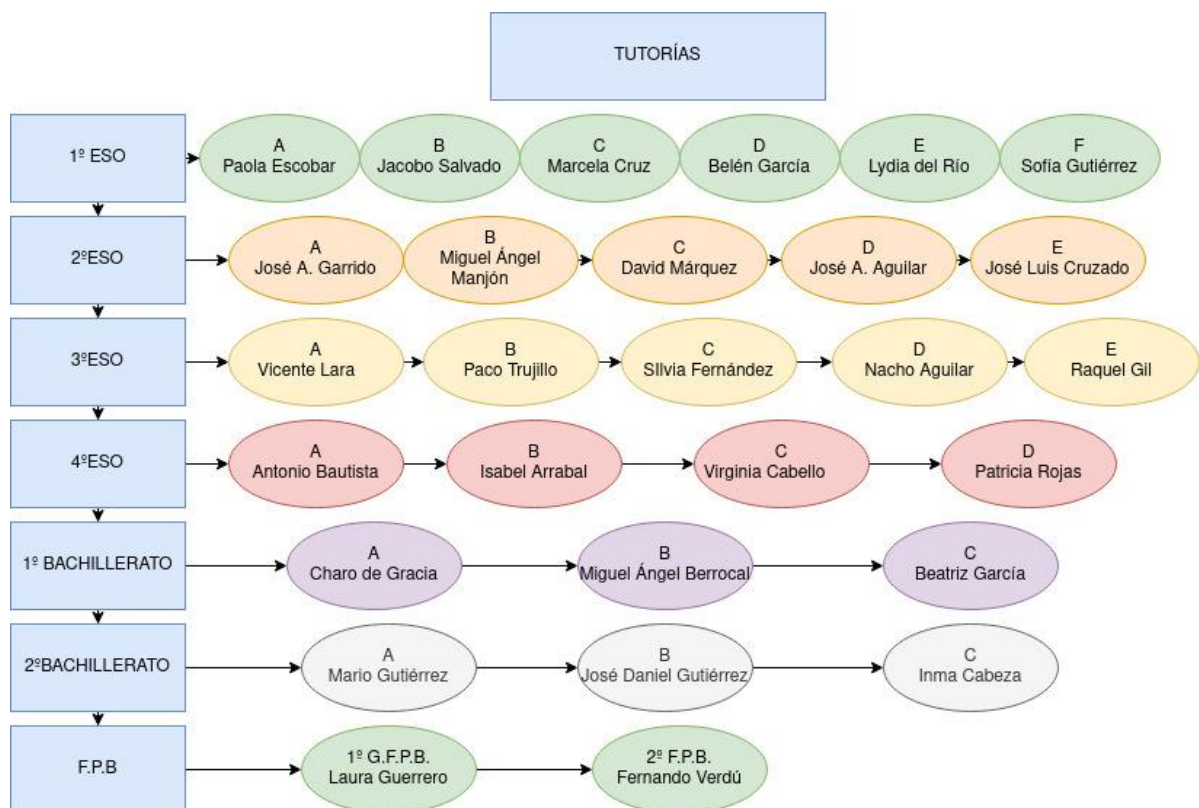 TUTORÍAS
1º ESO
A
Paola Escobar
B
Jacobo Salvado
C
Marcela Cruz
D
Belén García
E
Lydia del Río
F
Sofía Gutiérrez
2ºESO
A
José A. Garrido
B
Miguel Ángel
Manjón
C
David Márquez
D
José A. Aguilar
E
José Luis Cruzado
3ºESO
A
Vicente Lara
B
Paco Trujillo
C
SIlvia Fernández
D
Nacho Aguilar
E
Raquel Gil
4ºESO
A
Antonio Bautista
B
Isabel Arrabal
C
Virginia Cabello
D
Patricia Rojas
1º BACHILLERATO
A
Charo de Gracia
B
Miguel Ángel Berrocal
C
Beatriz García
2ºBACHILLERATO
A
Mario Gutiérrez
B
José Daniel Gutiérrez
C
Inma Cabeza
F.P.B
1º G.F.P.B.
Laura Guerrero
2º F.P.B.
Fernando Verdú